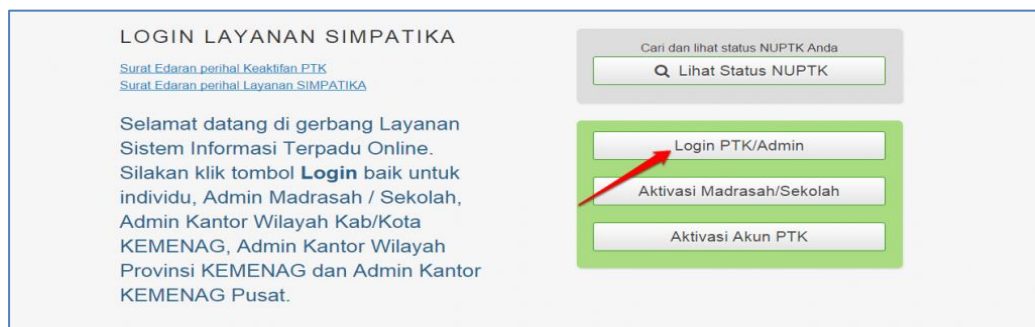 LOGIN LAYANAN SIMPATIKA
Surat Edaran perihal Keaktifan PTK
Surat Edaran perihal Layanan SIMPATIKA
Selamat datang di gerbang Layanan
Sistem Informasi Terpadu Online.
Silakan klik tombol Login baik untuk
individu, Admin Madrasah / Sekolah,
Admin Kantor Wilayah Kab/Kota
KEMENAG, Admin Kantor Wilayah
Provinsi KEMENAG dan Admin Kantor
KEMENAG Pusat.
Cari dan lihat status NUPTK Anda
Lihat Status NUPTK
Login PTK/Admin
Aktivasi Madrasah/Sekolah
Aktivasi Akun PTK